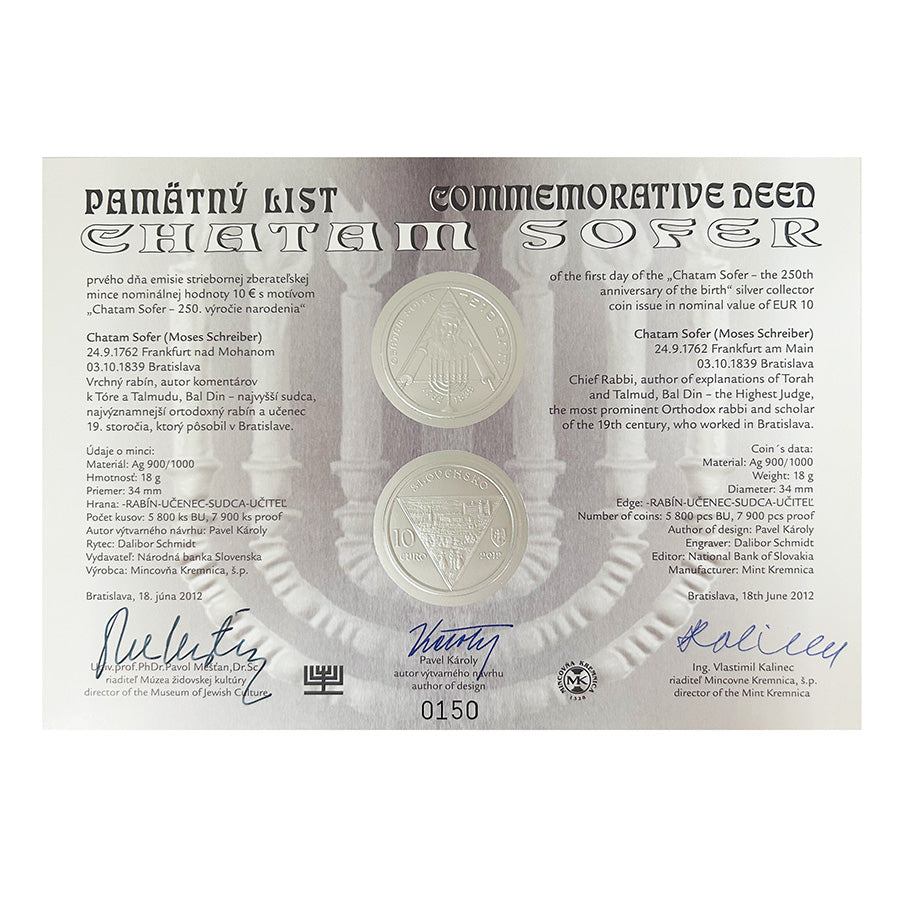 PAMÄTNÝ LIST
COMMEMORATIVE DEED
CHATAM SOFER
prvého dňa emisie striebornej zberateľskej
mince nominálnej hodnoty 10 € s motívom
„Chatam Sofer – 250. výročie narodenia“
Chatam Sofer (Moses Schreiber)
24.9.1762 Frankfurt nad Mohanom
03.10.1839 Bratislava
Vrchný rabín, autor komentárov
k Tóre a Talmudu, Bal Din – najvyšší sudca,
najvýznamnejší ortodoxný rabín a učenec
19. storočia, ktorý pôsobil v Bratislave.
Údaje o minci:
Materiál: Ag 900/1000
Hmotnosť: 18 g
Priemer: 34 mm
Hrana: -RABÍN-UČENEC-SUDCA-UČITEĽ
Počet kusov: 5 800 ks BU, 7 900 ks proof
Autor výtvarného návrhu: Pavel Károly
Rytec: Dalibor Schmidt
Vydavateľ: Národná banka Slovenska
Výrobca: Mincovňa Kremnica, š.p.
Bratislava, 18. júna 2012
of the first day of the „Chatam Sofer – the 250th
anniversary of the birth“ silver collector
coin issue in nominal value of EUR 10
Chatam Sofer (Moses Schreiber)
24.9.1762 Frankfurt am Main
03.10.1839 Bratislava
Chief Rabbi, author of explanations of Torah
and Talmud, Bal Din – the Highest Judge,
the most prominent Orthodox rabbi and scholar
of the 19th century, who worked in Bratislava.
Coin´s data:
Material: Ag 900/1000
Weight: 18 g
Diameter: 34 mm
Edge: -RABÍN-UČENEC-SUDCA-UČITEĽ
Number of coins: 5 800 pcs BU, 7 900 pcs proof
Author of design: Pavel Károly
Engraver: Dalibor Schmidt
Editor: National Bank of Slovakia
Manufacturer: Mint Kremnica
Bratislava, 18th June 2012
SLOVENSKO
10
EURO
2012
Univ.prof.PhDr.Pavol Mešťan,Dr.Sc
riaditeľ Múzea židovskej kultúry
director of the Museum of Jewish Culture
Károly
Pavel Károly
autor výtvarného návrhu
author of design
0150
MINCOVŇA KREMNICA
MK
1328
Kalinec
Ing. Vlastimil Kalinec
riaditeľ Mincovne Kremnica, š.p.
director of the Mint Kremnica